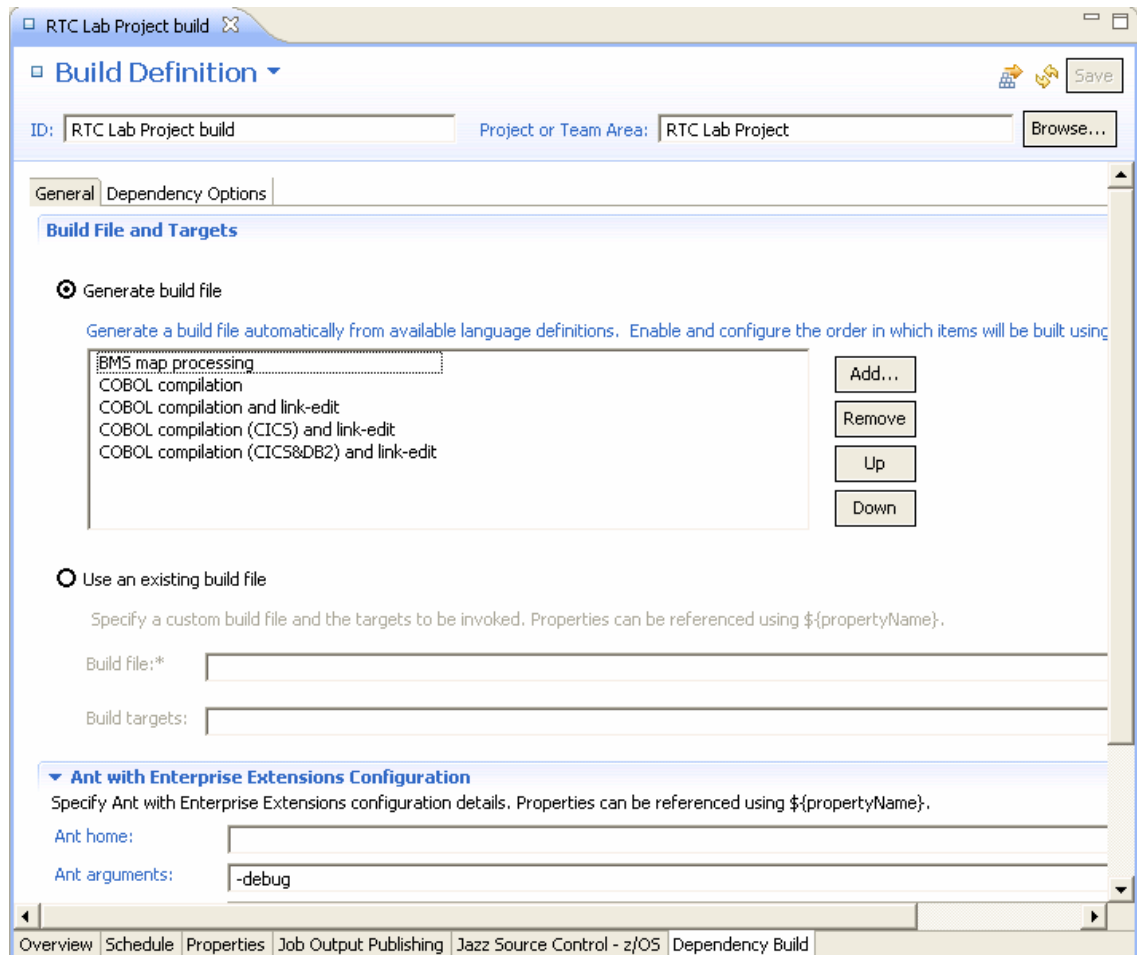 RTC Lab Project build
Build Definition
Save
ID: RTC Lab Project build Project or Team Area: RTC Lab Project Browse...
General Dependency Options
Build File and Targets
Generate build file
Generate a build file automatically from available language definitions. Enable and configure the order in which items will be built using
BMS map processing
COBOL compilation
COBOL compilation and link-edit
COBOL compilation (CICS) and link-edit
COBOL compilation (CICS&DB2) and link-edit
Add...
Remove
Up
Down
Use an existing build file
Specify a custom build file and the targets to be invoked. Properties can be referenced using ${propertyName}.
Build file:*
Build targets:
Ant with Enterprise Extensions Configuration
Specify Ant with Enterprise Extensions configuration details. Properties can be referenced using ${propertyName}.
Ant home:
Ant arguments: -debug
Overview Schedule Properties Job Output Publishing Jazz Source Control - z/OS Dependency Build